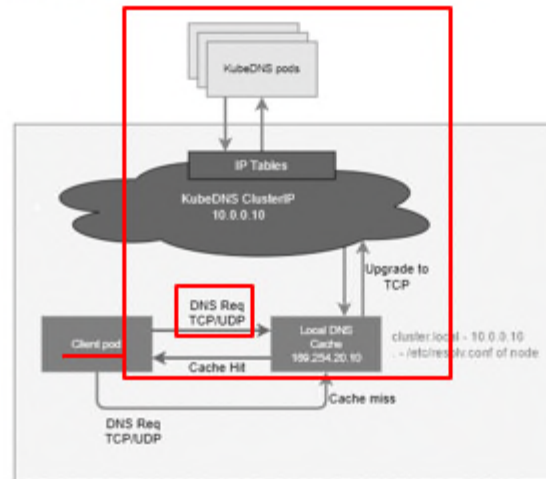 KubeDNS pods
IP Tables
KubeDNS ClusterIP
10.0.0.10
Upgrade to
TCP
DNS Req
TCP/UDP
Client pod
Local DNS
Cache
169.254.20.10
cluster.local - 10.0.0.10
. - /etc/resolv.conf of node
Cache Hit
Cache miss
DNS Req
TCP/UDP